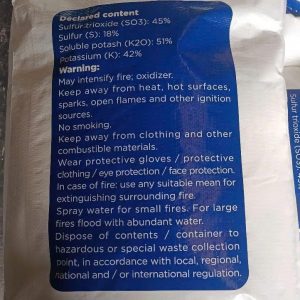 Declared content
Sulfur trioxide (SO3): 45%
Sulfur (S): 18%
Soluble potash (K2O): 51%
Potassium (K): 42%
Warning:
May intensify fire; oxidizer.
Keep away from heat, hot surfaces,
sparks, open flames and other ignition
sources.
No smoking.
Keep away from clothing and other
combustible materials.
Wear protective gloves / protective
clothing / eye protection / face protection.
In case of fire: use any suitable mean for
extinguishing surrounding fire.
Spray water for small fires. For large
fires flood with abundant water.
Dispose of contents / container to
hazardous or special waste collection
point, in accordance with local, regional,
national and / or international regulation.
Sulfur trioxide (SO3):